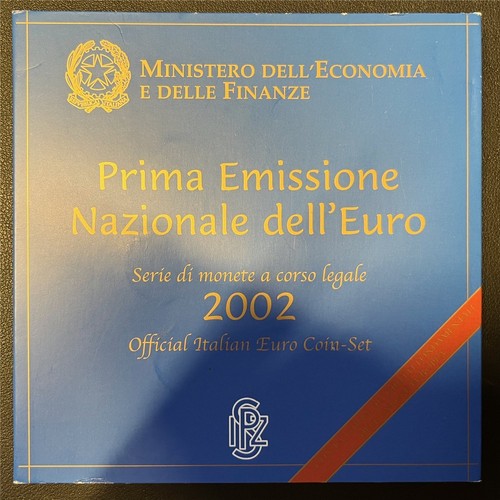 MINISTERO DELL'ECONOMIA
E DELLE FINANZE
Prima Emissione
Nazionale dell'Euro
Serie di monete a corso legale
2002
Official Italian Euro Coin-Set
IPZS